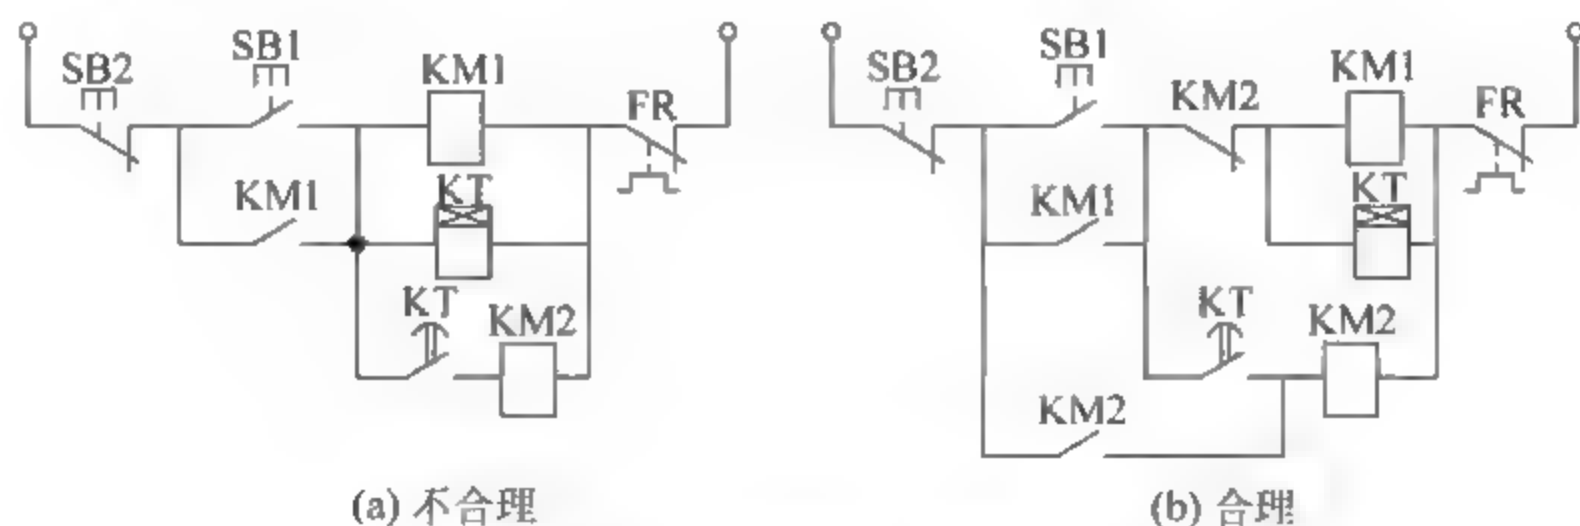 SB2
SB1
KM1
FR
KM1
KT
KT
KM2
(a) 不合理
SB2
SB1
KM2
KM1
FR
KM1
KT
KT
KM2
KM2
(b) 合理